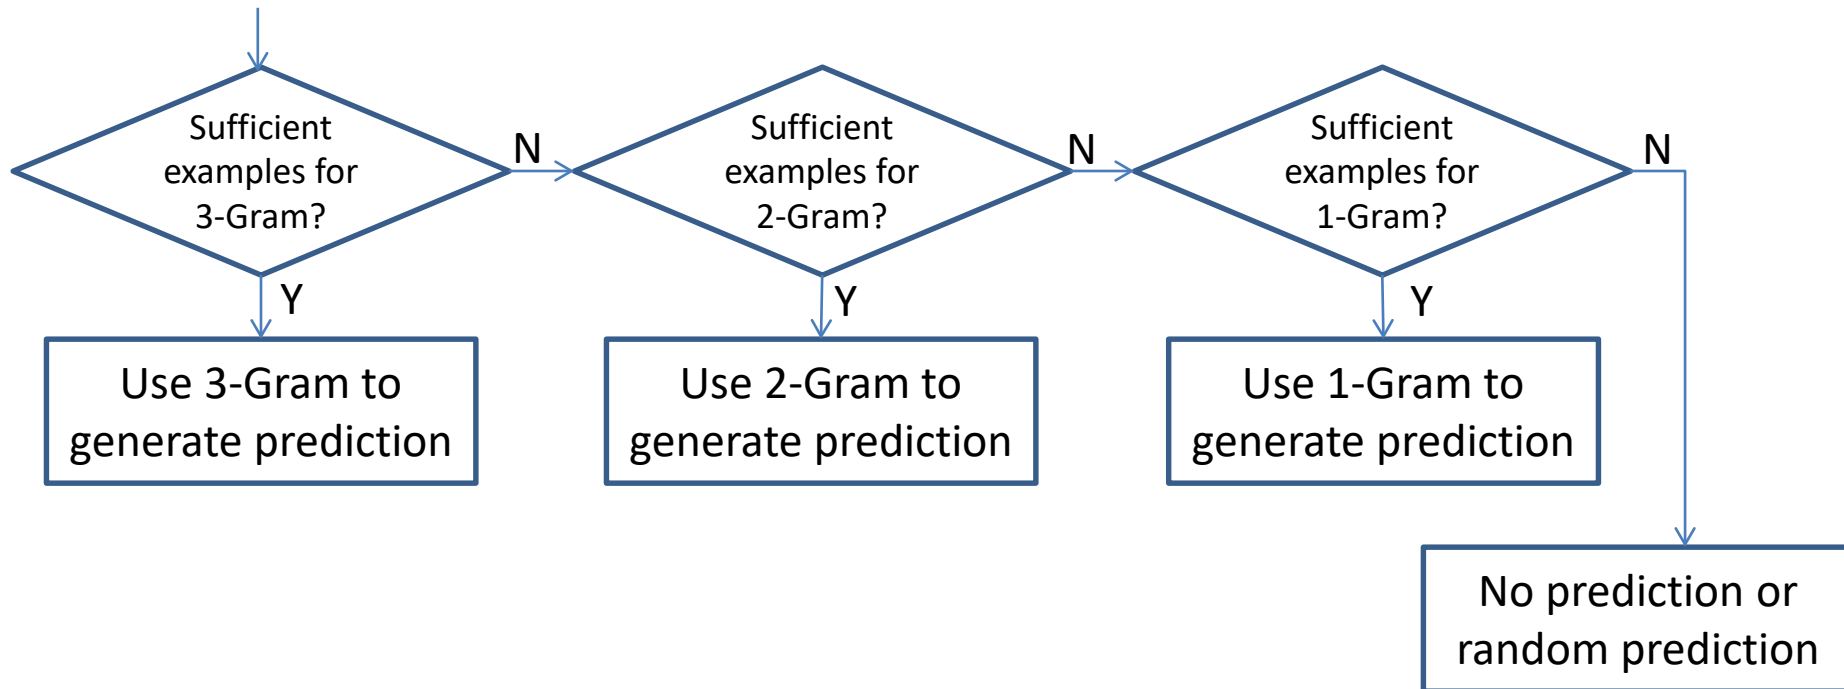 Sufficient
examples for
3-Gram?
N
Y
Use 3-Gram to
generate prediction
Sufficient
examples for
2-Gram?
N
Y
Use 2-Gram to
generate prediction
Sufficient
examples for
1-Gram?
N
Y
Use 1-Gram to
generate prediction
No prediction or
random prediction